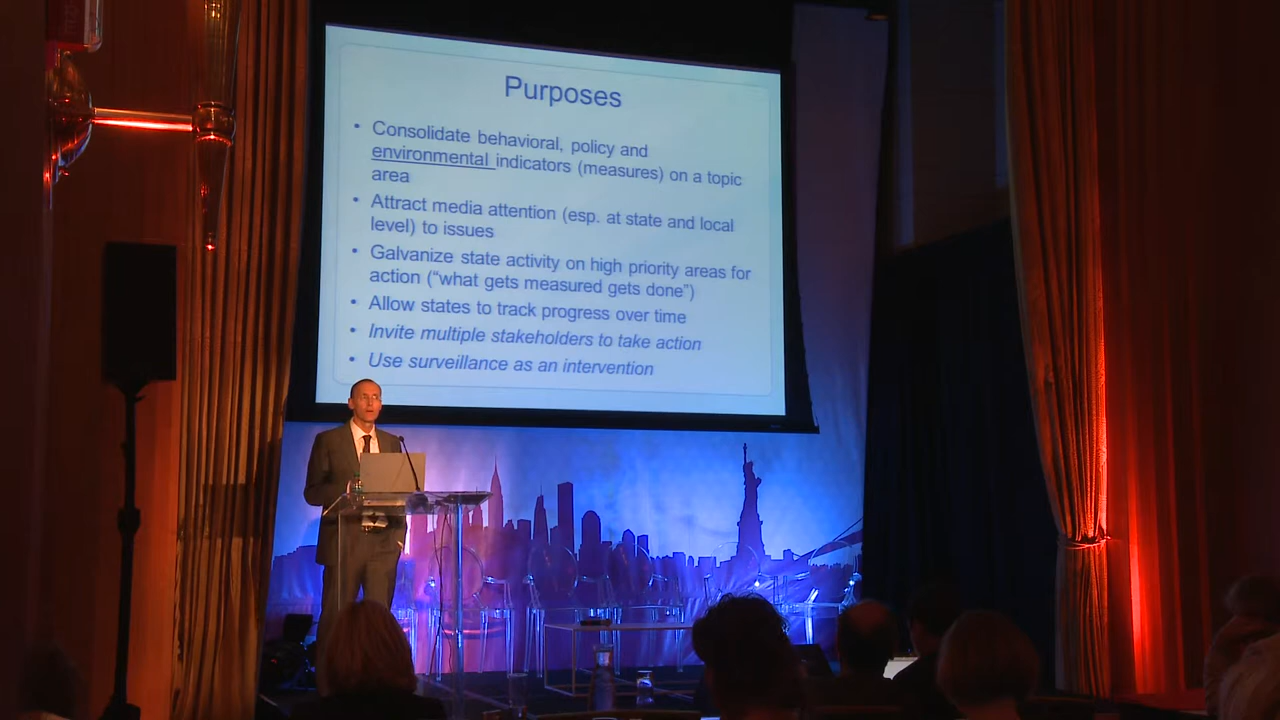 Purposes
• Consolidate behavioral, policy and
environmental indicators (measures) on a topic
area
• Attract media attention (esp. at state and local
level) to issues
• Galvanize state activity on high priority areas for
action (“what gets measured gets done”)
• Allow states to track progress over time
• Invite multiple stakeholders to take action
• Use surveillance as an intervention